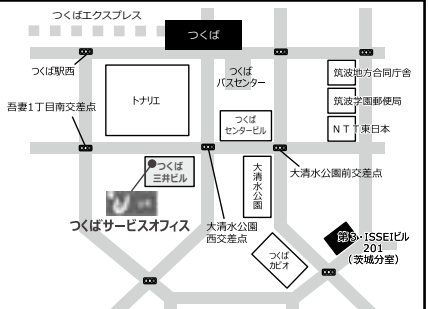 つくばエクスプレス
つくば
つくば駅西
つくば
バスセンター
筑波地方合同庁舎
トナリエ
筑波学園郵便局
吾妻1丁目南交差点
つくば
センタービル
NTT東日本
つくば
三井ビル
大清水公園
大清水公園前交差点
つくばサービスオフィス
大清水公園
西交差点
第3・ISSEIビル
201
（茨城分室）
つくば
カピオ